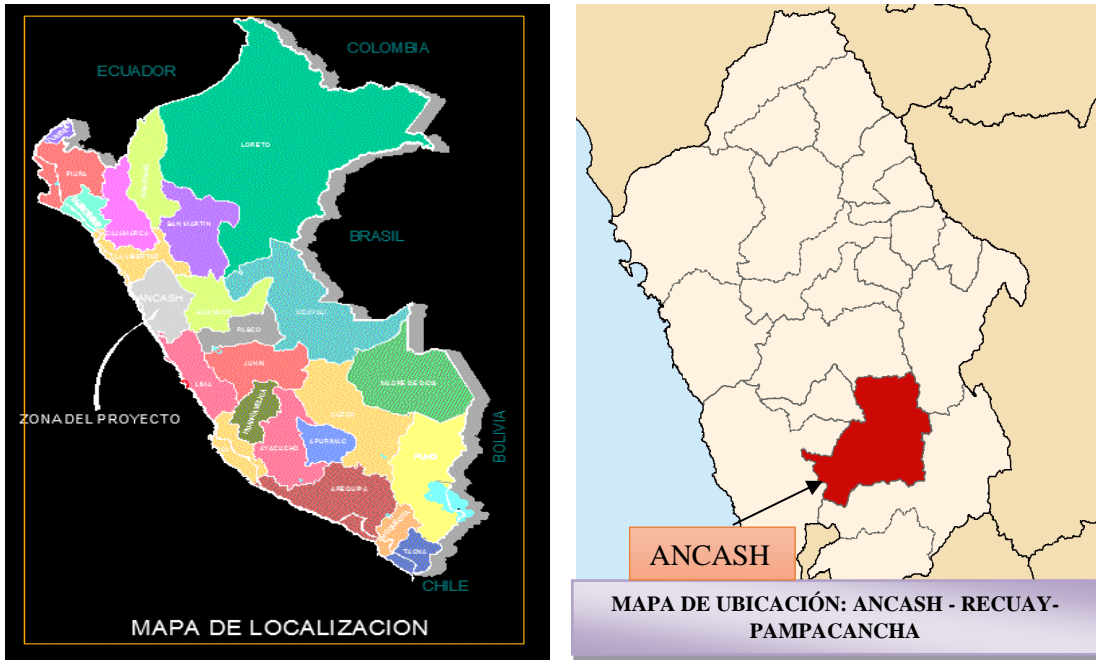 ECUADOR
COLOMBIA
LORETO
PIURA
CAJAMARCA
SAN MARTIN
BRASIL
ANCASH
UCAYALI
PASCO
JUNIN
LIMA
MADRE DE DIOS
CUSCO
ZONA DEL PROYECTO
AYACUCHO
APURIMAC
PUNO
BOLIVIA
AREQUIPA
TACNA
CHILE
MAPA DE LOCALIZACION
ANCASH
MAPA DE UBICACIÓN: ANCASH - RECUAY-
PAMPACANCHA